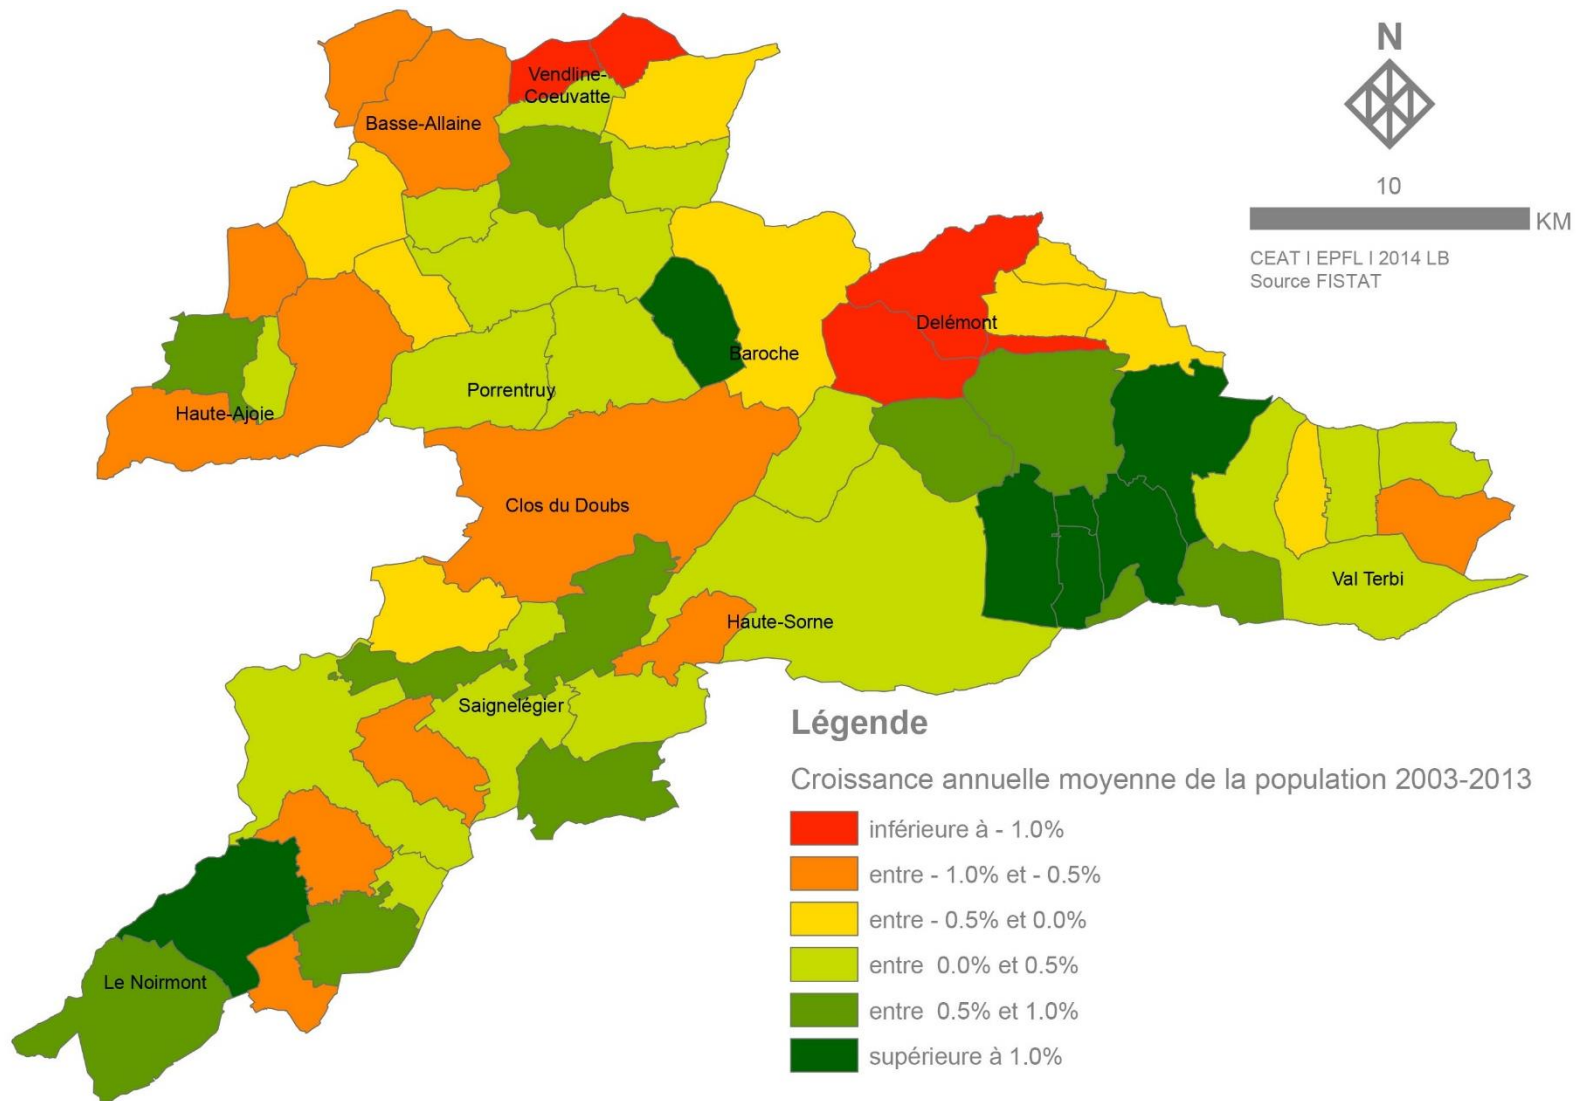 N
10
KM
CEAT I EPFL I 2014 LB
Source FISTAT
Vendline-
Coeuvatte
Basse-Allaine
Delémont
Baroche
Porrentruy
Haute-Ajoie
Clos du Doubs
Val Terbi
Haute-Sorne
Saignelégier
Le Noirmont
Légende
Croissance annuelle moyenne de la population 2003-2013
inférieure à - 1.0%
entre - 1.0% et - 0.5%
entre - 0.5% et 0.0%
entre  0.0% et 0.5%
entre  0.5% et 1.0%
supérieure à 1.0%